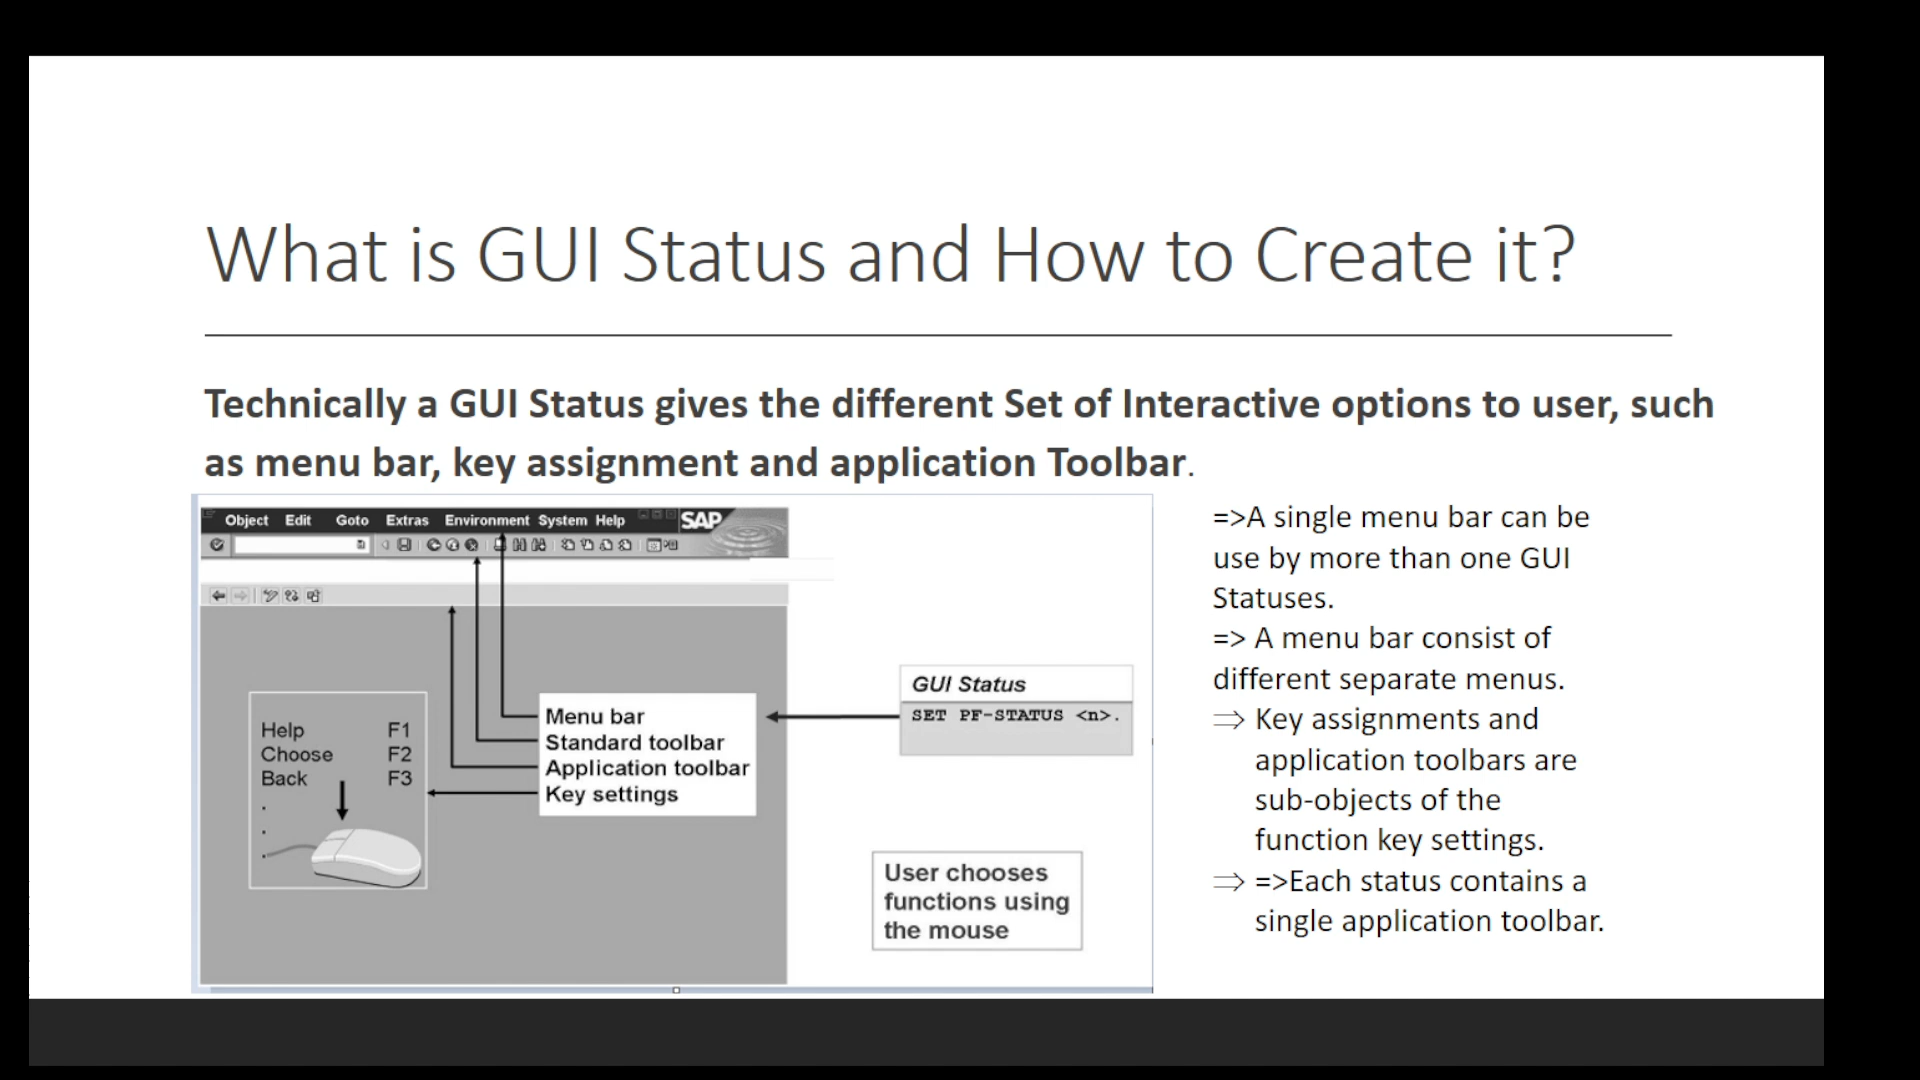 What is GUI Status and How to Create it?
Technically a GUI Status gives the different Set of Interactive options to user, such
as menu bar, key assignment and application Toolbar.
Object Edit Goto Extras Environment System Help SAP
Help F1
Choose F2
Back F3
.
.
.
Menu bar
Standard toolbar
Application toolbar
Key settings
GUI Status
SET PF-STATUS <n>.
User chooses
functions using
the mouse
=>A single menu bar can be
use by more than one GUI
Statuses.
=> A menu bar consist of
different separate menus.
⇒ Key assignments and
application toolbars are
sub-objects of the
function key settings.
⇒ =>Each status contains a
single application toolbar.